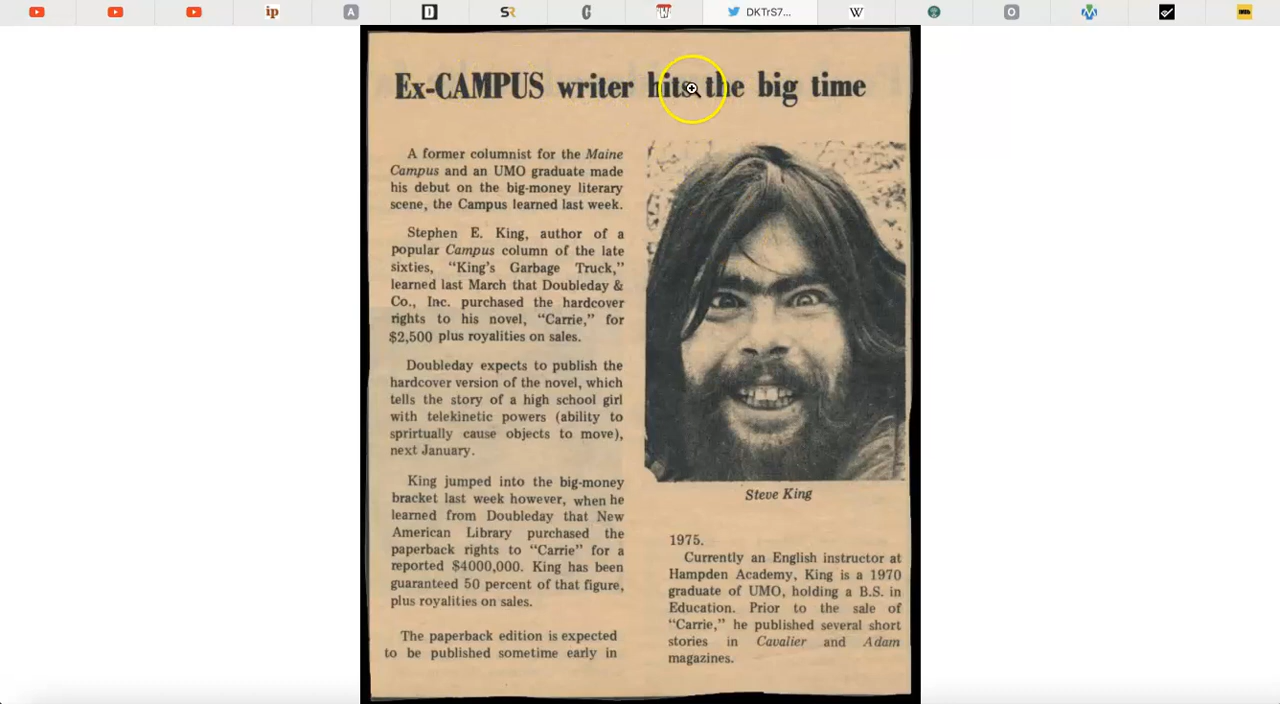 ip
A
D
SR
C
W
DKTrS7...
W
O
Ex-CAMPUS writer hits the big time
A former columnist for the Maine
Campus and an UMO graduate made
his debut on the big-money literary
scene, the Campus learned last week.
Stephen E. King, author of a
popular Campus column of the late
sixties, “King’s Garbage Truck,”
learned last March that Doubleday &
Co., Inc. purchased the hardcover
rights to his novel, “Carrie,” for
$2,500 plus royalities on sales.
Doubleday expects to publish the
hardcover version of the novel, which
tells the story of a high school girl
with telekinetic powers (ability to
sprirtually cause objects to move),
next January.
King jumped into the big-money
bracket last week however, when he
learned from Doubleday that New
American Library purchased the
paperback rights to “Carrie” for a
reported $4000,000. King has been
guaranteed 50 percent of that figure,
plus royalities on sales.
The paperback edition is expected
to be published sometime early in
Steve King
1975.
Currently an English instructor at
Hampden Academy, King is a 1970
graduate of UMO, holding a B.S. in
Education. Prior to the sale of
“Carrie,” he published several short
stories in Cavalier and Adam
magazines.